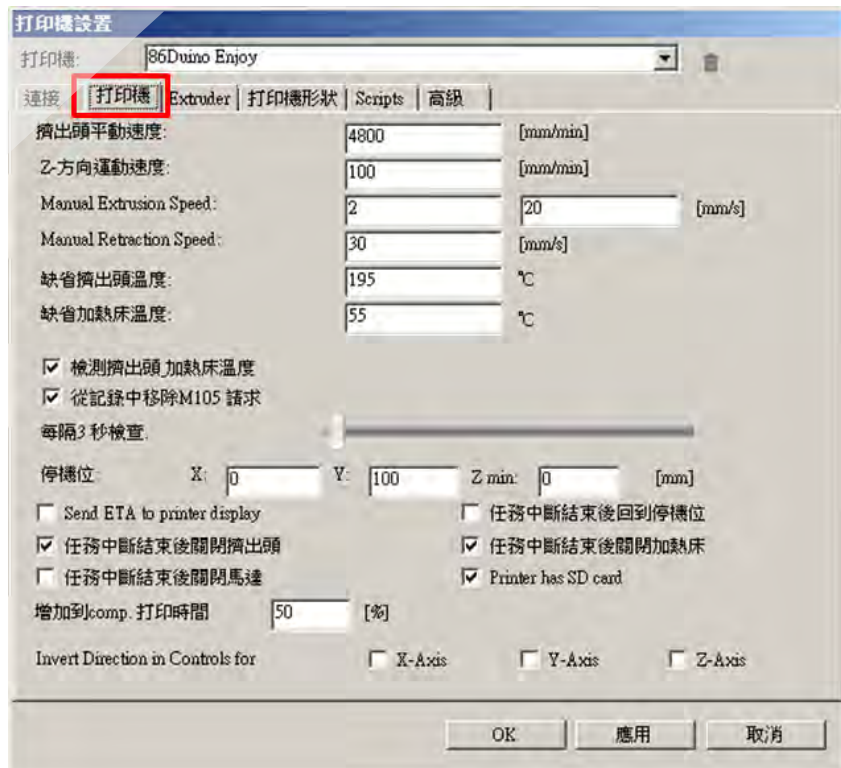 打印機設置
打印機: 86Duino Enjoy
連接 打印機 Extruder 打印機形狀 Scripts 高級
擠出頭平動速度: 4800 [mm/min]
Z-方向運動速度: 100 [mm/min]
Manual Extrusion Speed: 2 20 [mm/s]
Manual Retraction Speed: 30 [mm/s]
缺省擠出頭溫度: 195 °C
缺省加熱床溫度: 55 °C
檢測擠出頭_加熱床溫度
從記錄中移除M105 請求
每隔3 秒檢查.
停機位: X: 0 Y: 100 Z min: 0 [mm]
Send ETA to printer display 任務中斷結束後回到停機位
任務中斷結束後關閉擠出頭 任務中斷結束後關閉加熱床
任務中斷結束後關閉馬達 Printer has SD card
增加到comp. 打印時間 50 [%]
Invert Direction in Controls for X-Axis Y-Axis Z-Axis
OK 應用 取消